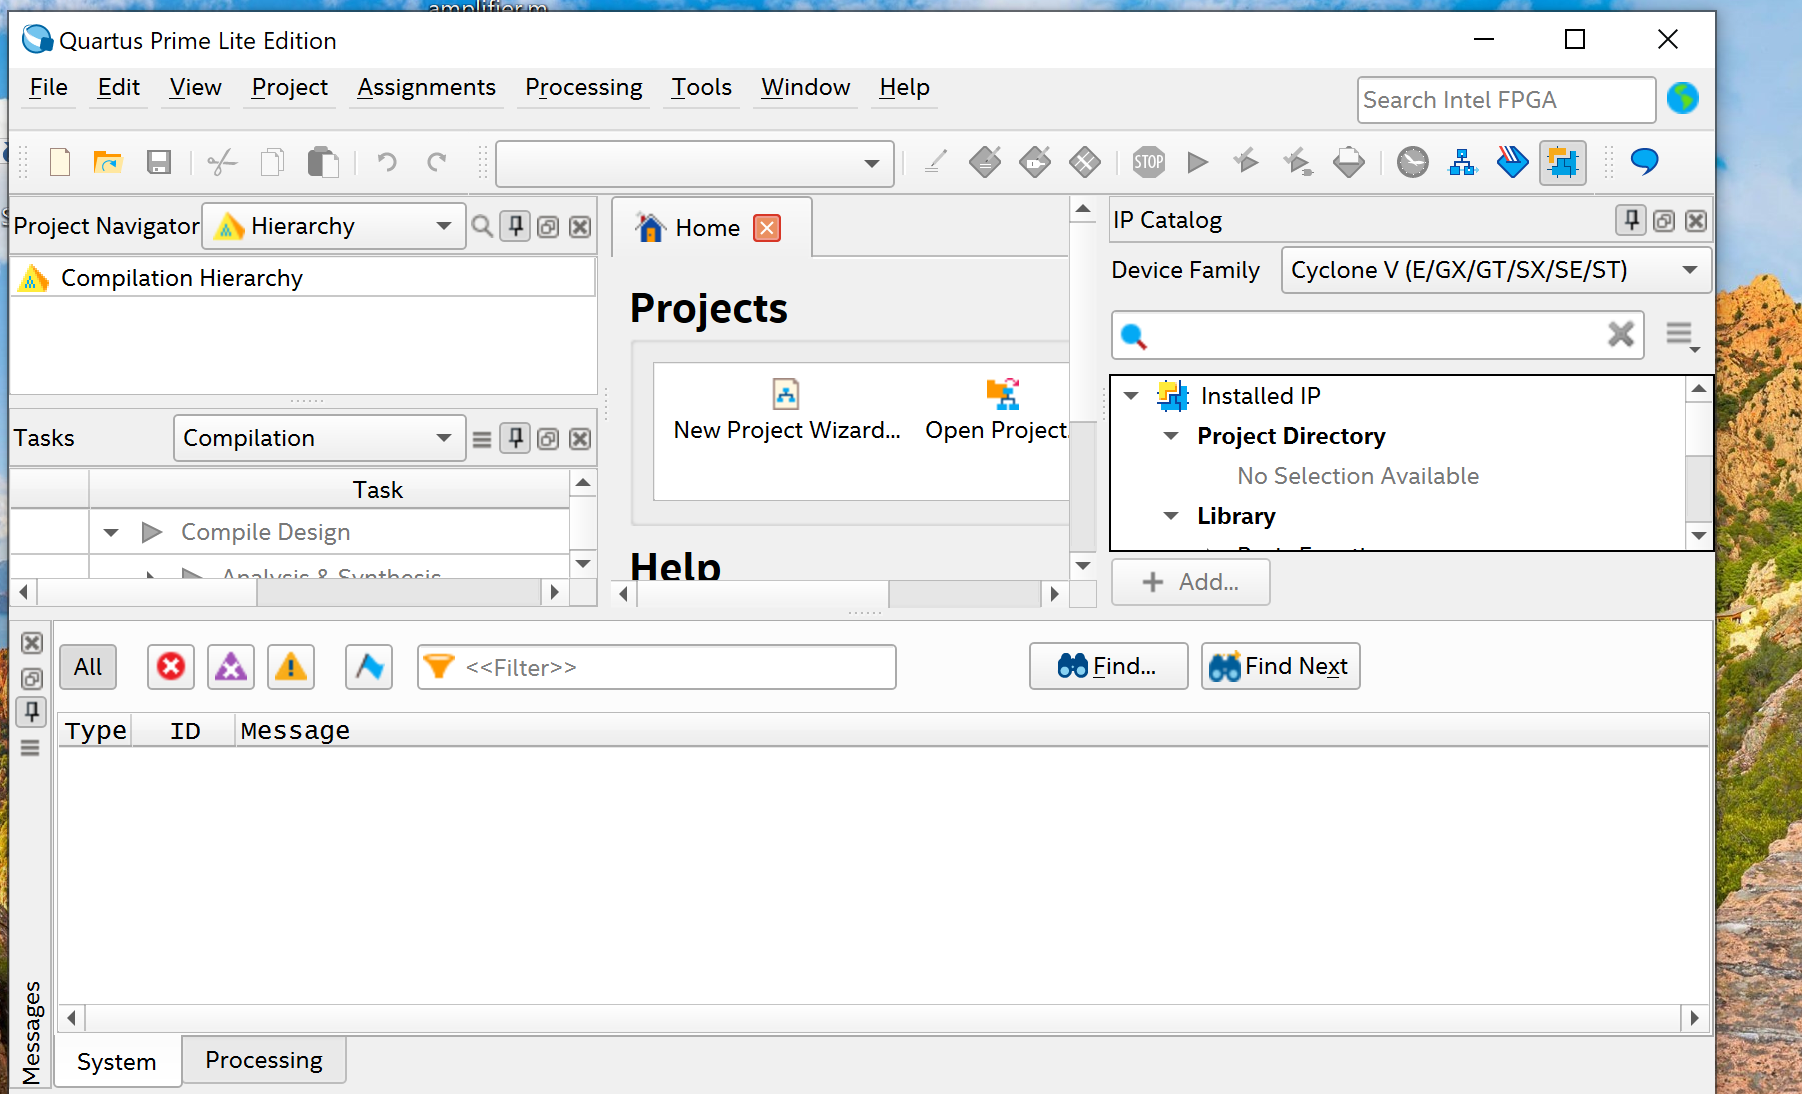 amplifier.m
Quartus Prime Lite Edition
File Edit View Project Assignments Processing Tools Window Help
Search Intel FPGA
STOP
Project Navigator Hierarchy
Compilation Hierarchy
Tasks Compilation
Task
Compile Design
Analysis & Synthesis
Home
Projects
New Project Wizard...
Open Project.
Help
IP Catalog
Device Family Cyclone V (E/GX/GT/SX/SE/ST)
Installed IP
Project Directory
No Selection Available
Library
+ Add...
All
<<Filter>>
Find...
Find Next
Type ID Message
Messages
System Processing